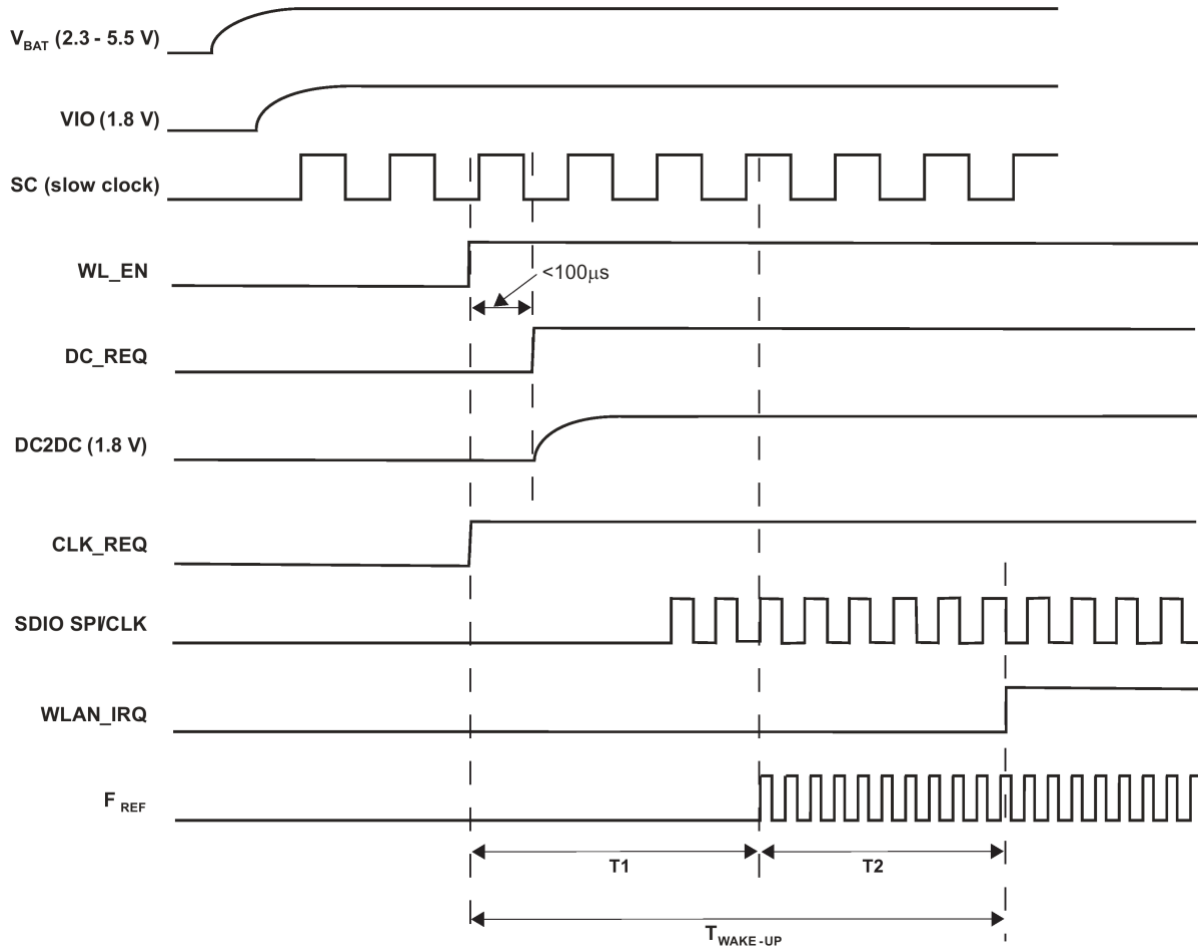 VBAT (2.3 - 5.5 V)
VIO (1.8 V)
SC (slow clock)
WL_EN
<100μs
DC_REQ
DC2DC (1.8 V)
CLK_REQ
SDIO SPI/CLK
WLAN_IRQ
F REF
T1
T2
TWAKE-UP